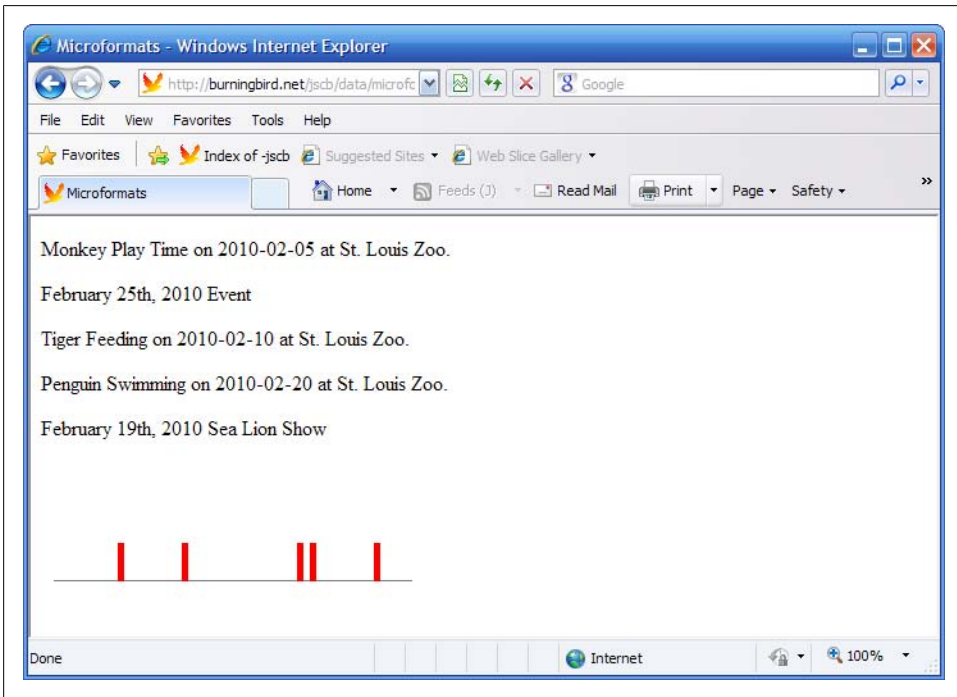 Microformats - Windows Internet Explorer
http://burningbird.net/jscb/data/microfc
Google
File Edit View Favorites Tools Help
Favorites Index of -jscb Suggested Sites Web Slice Gallery
Microformats Home Feeds (J) Read Mail Print Page Safety »
Monkey Play Time on 2010-02-05 at St. Louis Zoo.
February 25th, 2010 Event
Tiger Feeding on 2010-02-10 at St. Louis Zoo.
Penguin Swimming on 2010-02-20 at St. Louis Zoo.
February 19th, 2010 Sea Lion Show
Done Internet 100%